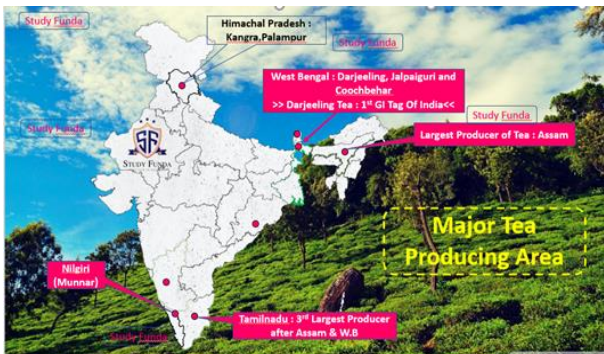 Study Funda
Himachal Pradesh :
Kangra,Palampur
Study Funda
West Bengal : Darjeeling, Jalpaiguri and
Coochbehar
>> Darjeeling Tea : 1st GI Tag Of India<<
Study Funda
Largest Producer of Tea : Assam
Study Funda
SF
STUDY FUNDA
Major Tea
Producing Area
Nilgiri
(Munnar)
Tamilnadu : 3rd Largest Producer
after Assam & W.B
Study Funda